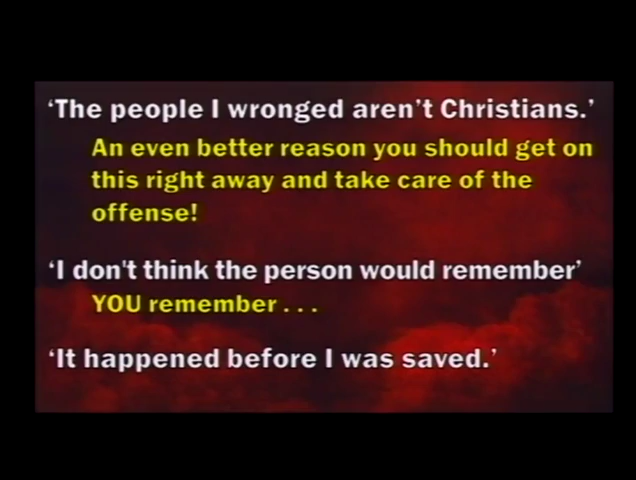 ‘The people I wronged aren’t Christians.’
An even better reason you should get on
this right away and take care of the
offense!
‘I don't think the person would remember’
YOU remember . . .
‘It happened before I was saved.’